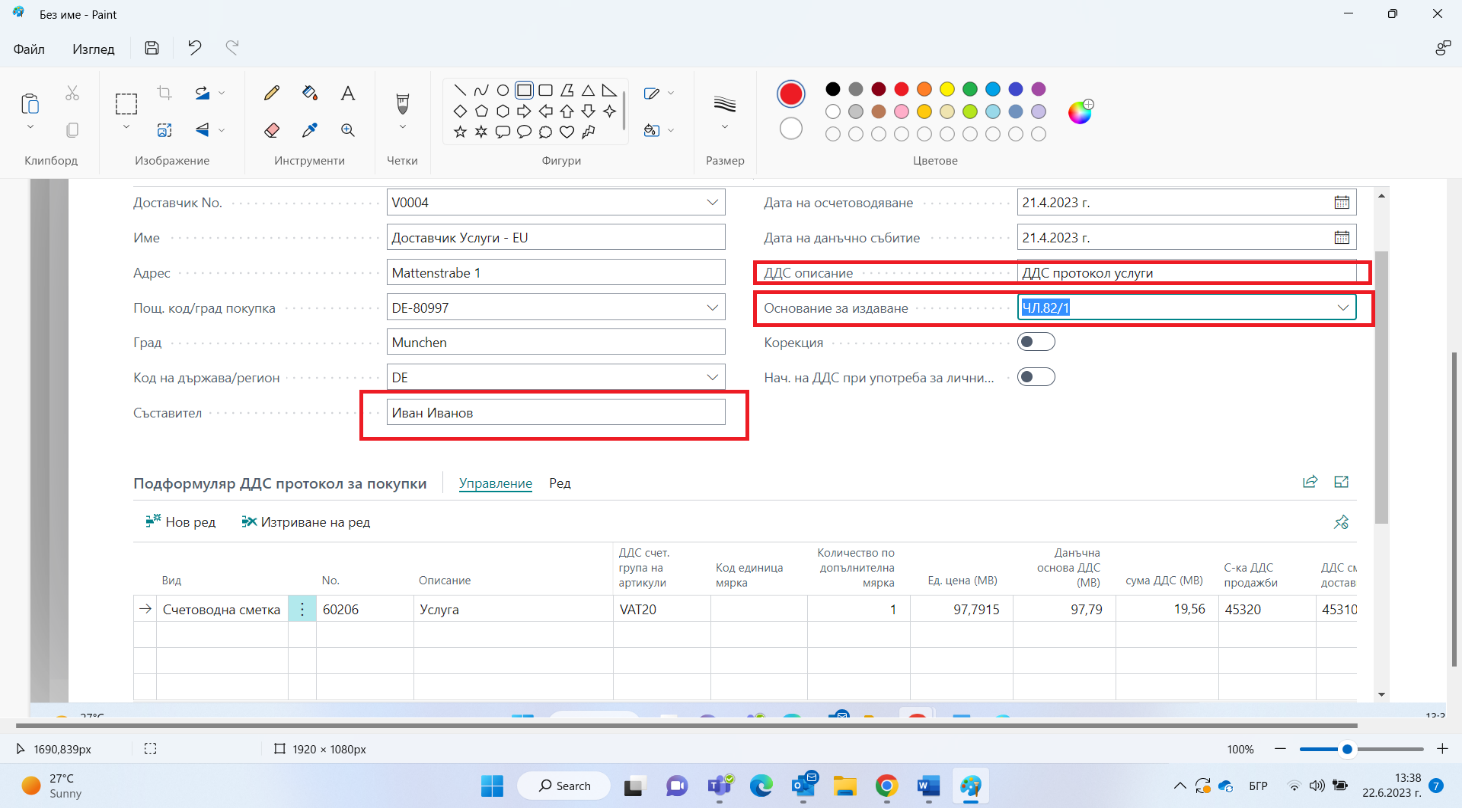 Без име - Paint
Файл Изглед
Клипборд Изображение Инструменти Четки Фигури Размер Цветове
Доставчик No. V0004 Дата на осчетоводяване 21.4.2023 г.
Име Доставчик Услуги - EU Дата на данъчно събитие 21.4.2023 г.
Адрес Mattenstrabe 1 ДДС описание ДДС протокол услуги
Пощ. код/град покупка DE-80997 Основание за издаване ЧЛ.82/1
Град Munchen Корекция
Код на държава/регион DE Нач. на ДДС при употреба за лични...
Съставител Иван Иванов
Подформуляр ДДС протокол за покупки Управление Ред
Нов ред Изтриване на ред
Вид No. Описание ДДС счет. група на артикули Код единица мярка Количество по допълнителна мярка Ед. цена (МВ) Данъчна основа ДДС (МВ) сума ДДС (МВ) С-ка ДДС продажби ДДС см достав
Счетоводна сметка 60206 Услуга VAT20 1 97,7915 97,79 19,56 45320 45310
1690,839px 1920 × 1080px 100%
27°C
Sunny
Search
БГР
13:38
22.6.2023 г.
7